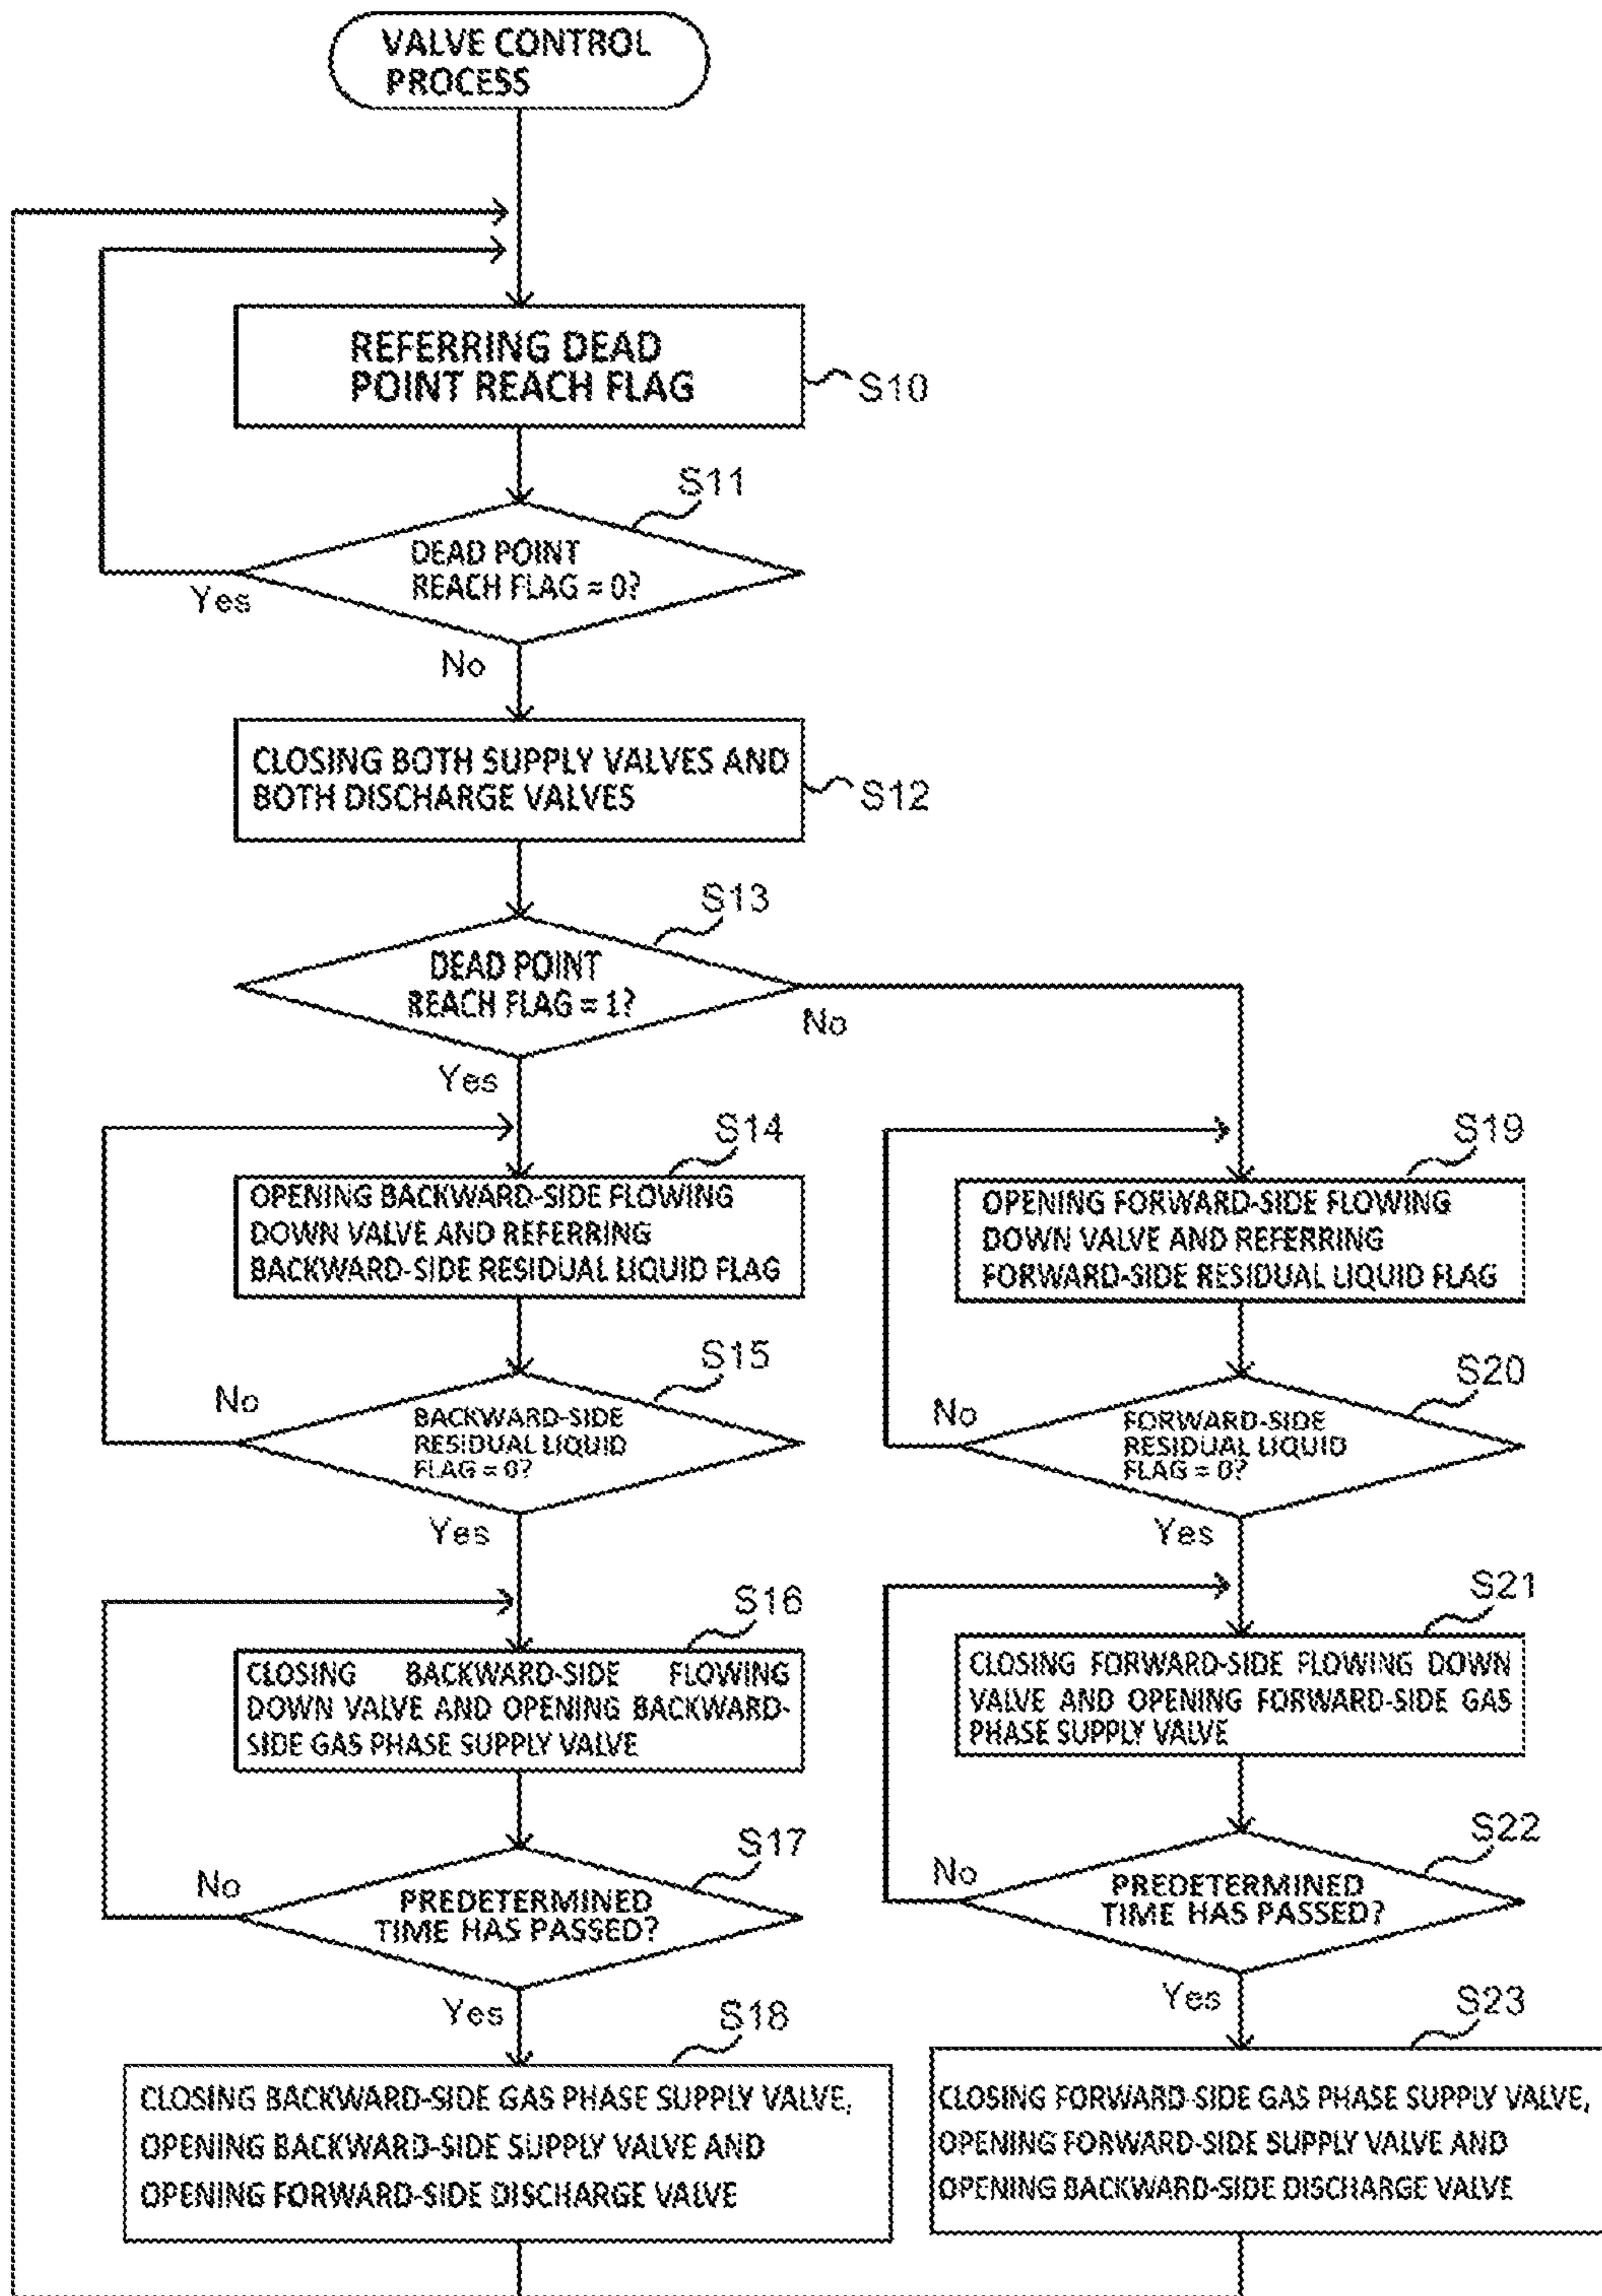 VALVE CONTROL
PROCESS
REFERRING DEAD
POINT REACH FLAG
S10
S11
DEAD POINT
REACH FLAG = 0?
Yes
No
CLOSING BOTH SUPPLY VALVES AND
BOTH DISCHARGE VALVES
S12
S13
DEAD POINT
REACH FLAG = 1?
No
Yes
S14
OPENING BACKWARD-SIDE FLOWING
DOWN VALVE AND REFERRING
BACKWARD-SIDE RESIDUAL LIQUID FLAG
S15
No
BACKWARD-SIDE
RESIDUAL LIQUID
FLAG = 0?
Yes
S16
CLOSING BACKWARD-SIDE FLOWING
DOWN VALVE AND OPENING BACKWARD-
SIDE GAS PHASE SUPPLY VALVE
S17
No
PREDETERMINED
TIME HAS PASSED?
Yes
S18
CLOSING BACKWARD-SIDE GAS PHASE SUPPLY VALVE,
OPENING BACKWARD-SIDE SUPPLY VALVE AND
OPENING FORWARD-SIDE DISCHARGE VALVE
S19
OPENING FORWARD-SIDE FLOWING
DOWN VALVE AND REFERRING
FORWARD-SIDE RESIDUAL LIQUID FLAG
S20
No
FORWARD-SIDE
RESIDUAL LIQUID
FLAG = 0?
Yes
S21
CLOSING FORWARD-SIDE FLOWING DOWN
VALVE AND OPENING FORWARD-SIDE GAS
PHASE SUPPLY VALVE
S22
No
PREDETERMINED
TIME HAS PASSED?
Yes
S23
CLOSING FORWARD-SIDE GAS PHASE SUPPLY VALVE,
OPENING FORWARD-SIDE SUPPLY VALVE AND
OPENING BACKWARD-SIDE DISCHARGE VALVE